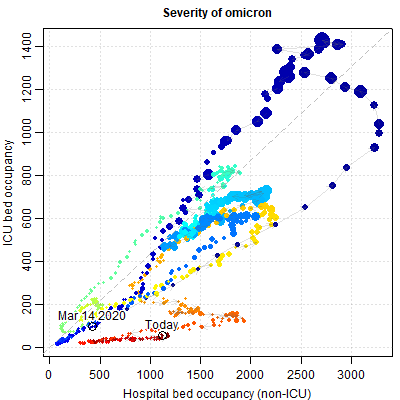 Severity of omicron
ICU bed occupancy
1400
1200
1000
800
600
400
200
0
Mar 14 2020
Today
0 500 1000 1500 2000 2500 3000
Hospital bed occupancy (non-ICU)